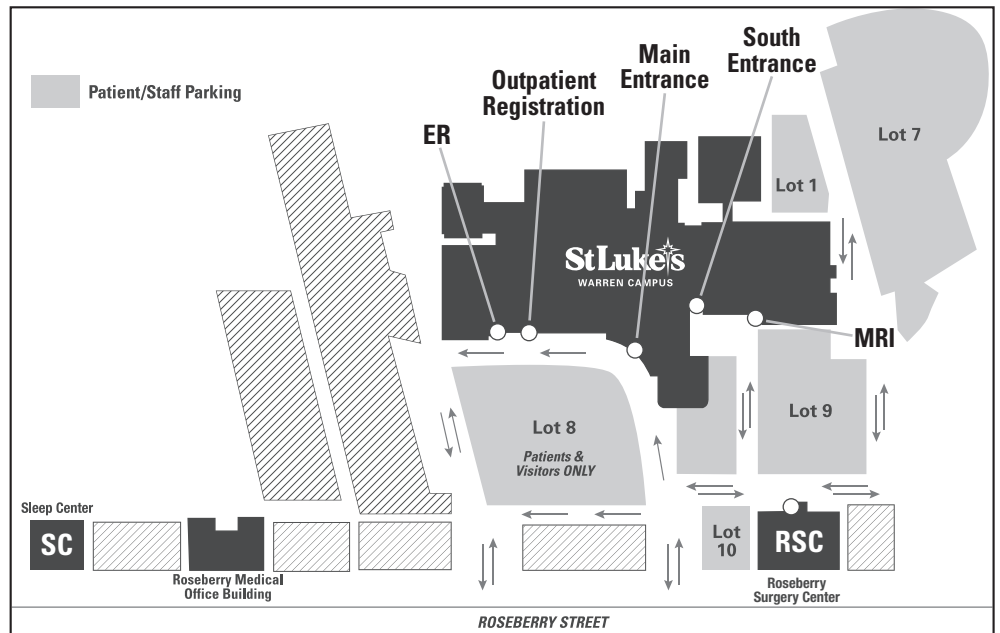 Patient/Staff Parking
ER
Outpatient
Registration
Main
Entrance
South
Entrance
Lot 7
Lot 1
StLuke's
WARREN CAMPUS
MRI
Lot 8
Patients &
Visitors ONLY
Lot 9
Sleep Center
SC
Roseberry Medical
Office Building
Lot
10
RSC
Roseberry
Surgery Center
ROSEBERRY STREET